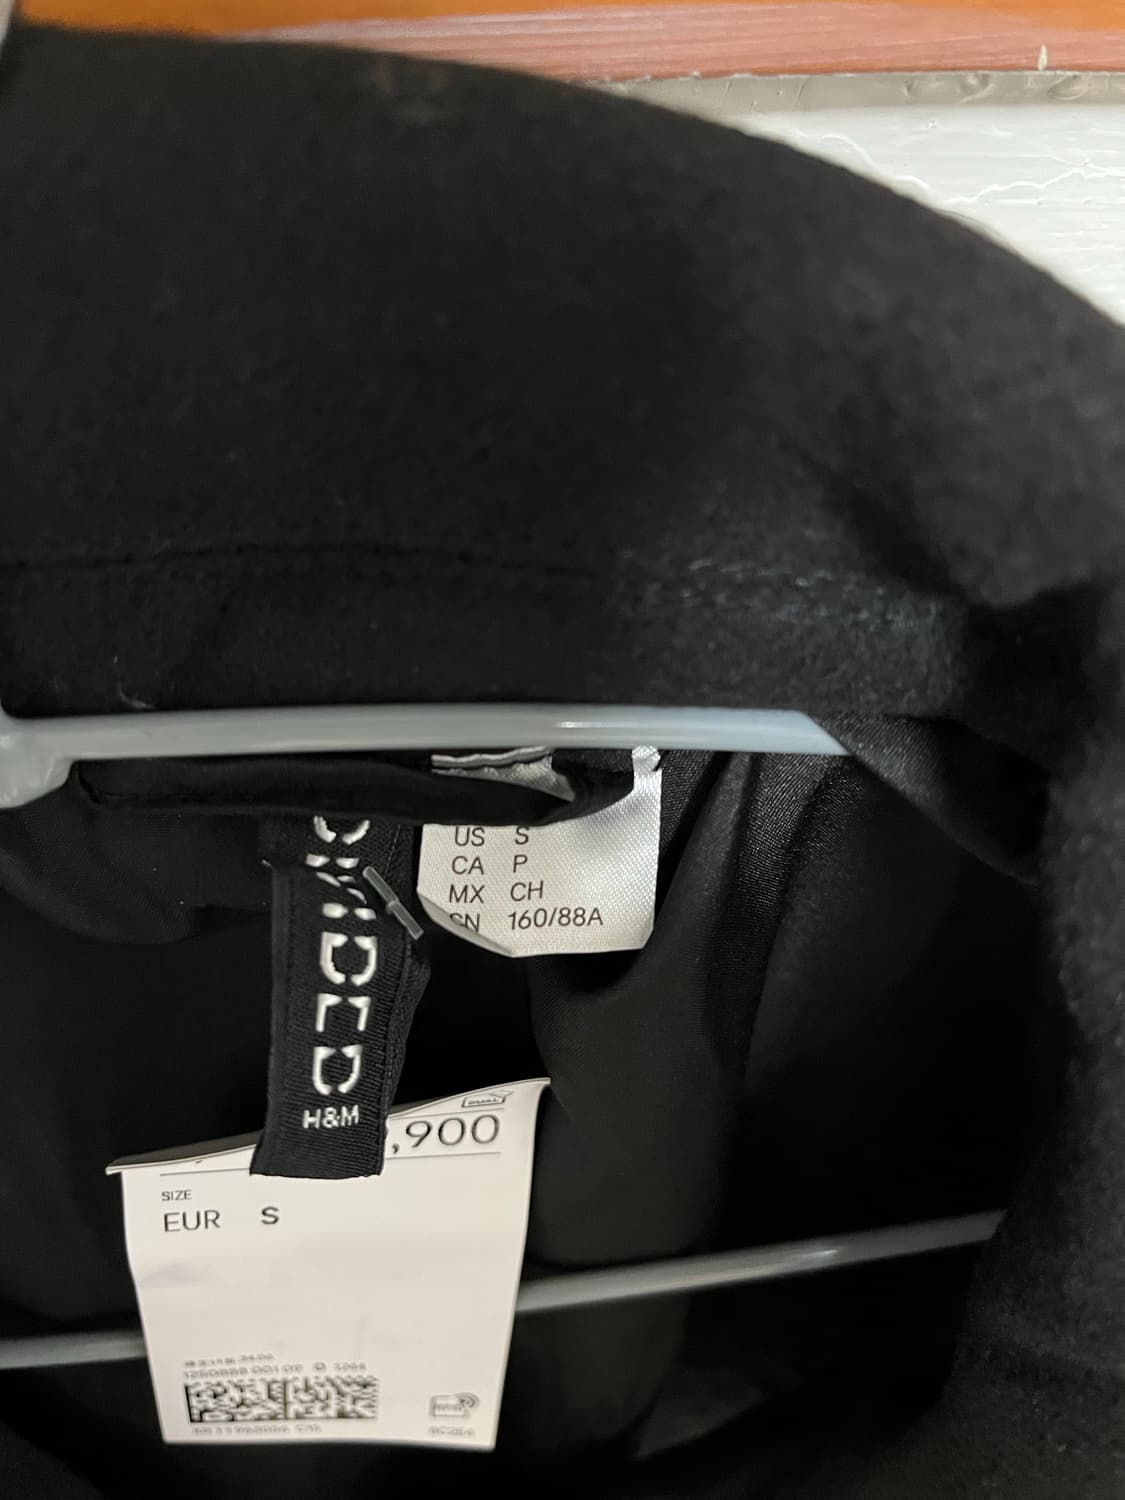 US S
CA P
MX CH
CN 160/88A
DIVIDED
H&M
,900
SIZE
EUR S